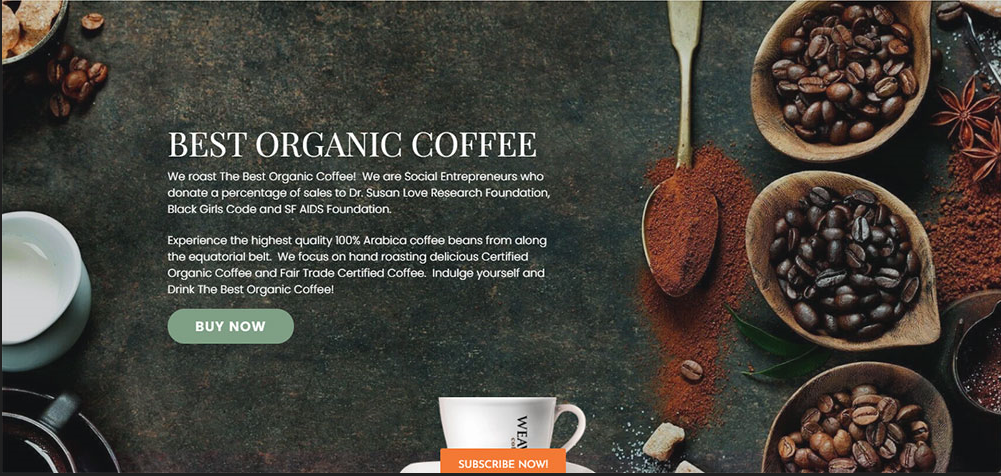 BEST ORGANIC COFFEE
We roast The Best Organic Coffee!  We are Social Entrepreneurs who
donate a percentage of sales to Dr. Susan Love Research Foundation,
Black Girls Code and SF AIDS Foundation.
Experience the highest quality 100% Arabica coffee beans from along
the equatorial belt.  We focus on hand roasting delicious Certified
Organic Coffee and Fair Trade Certified Coffee.  Indulge yourself and
Drink The Best Organic Coffee!
BUY NOW
SUBSCRIBE NOW!